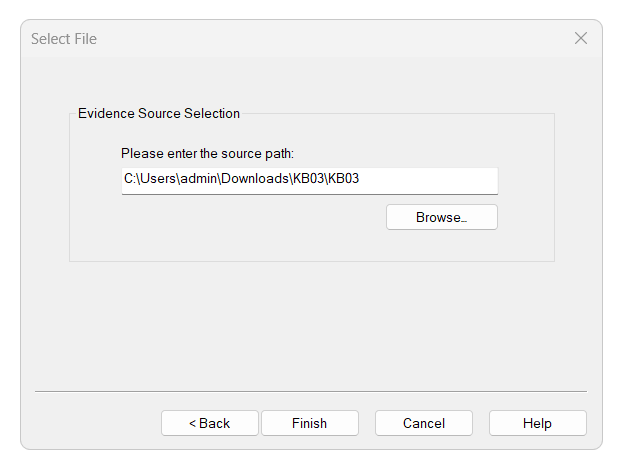 Select File
Evidence Source Selection
Please enter the source path:
C:\Users\admin\Downloads\KB03\KB03
Browse...
< Back
Finish
Cancel
Help